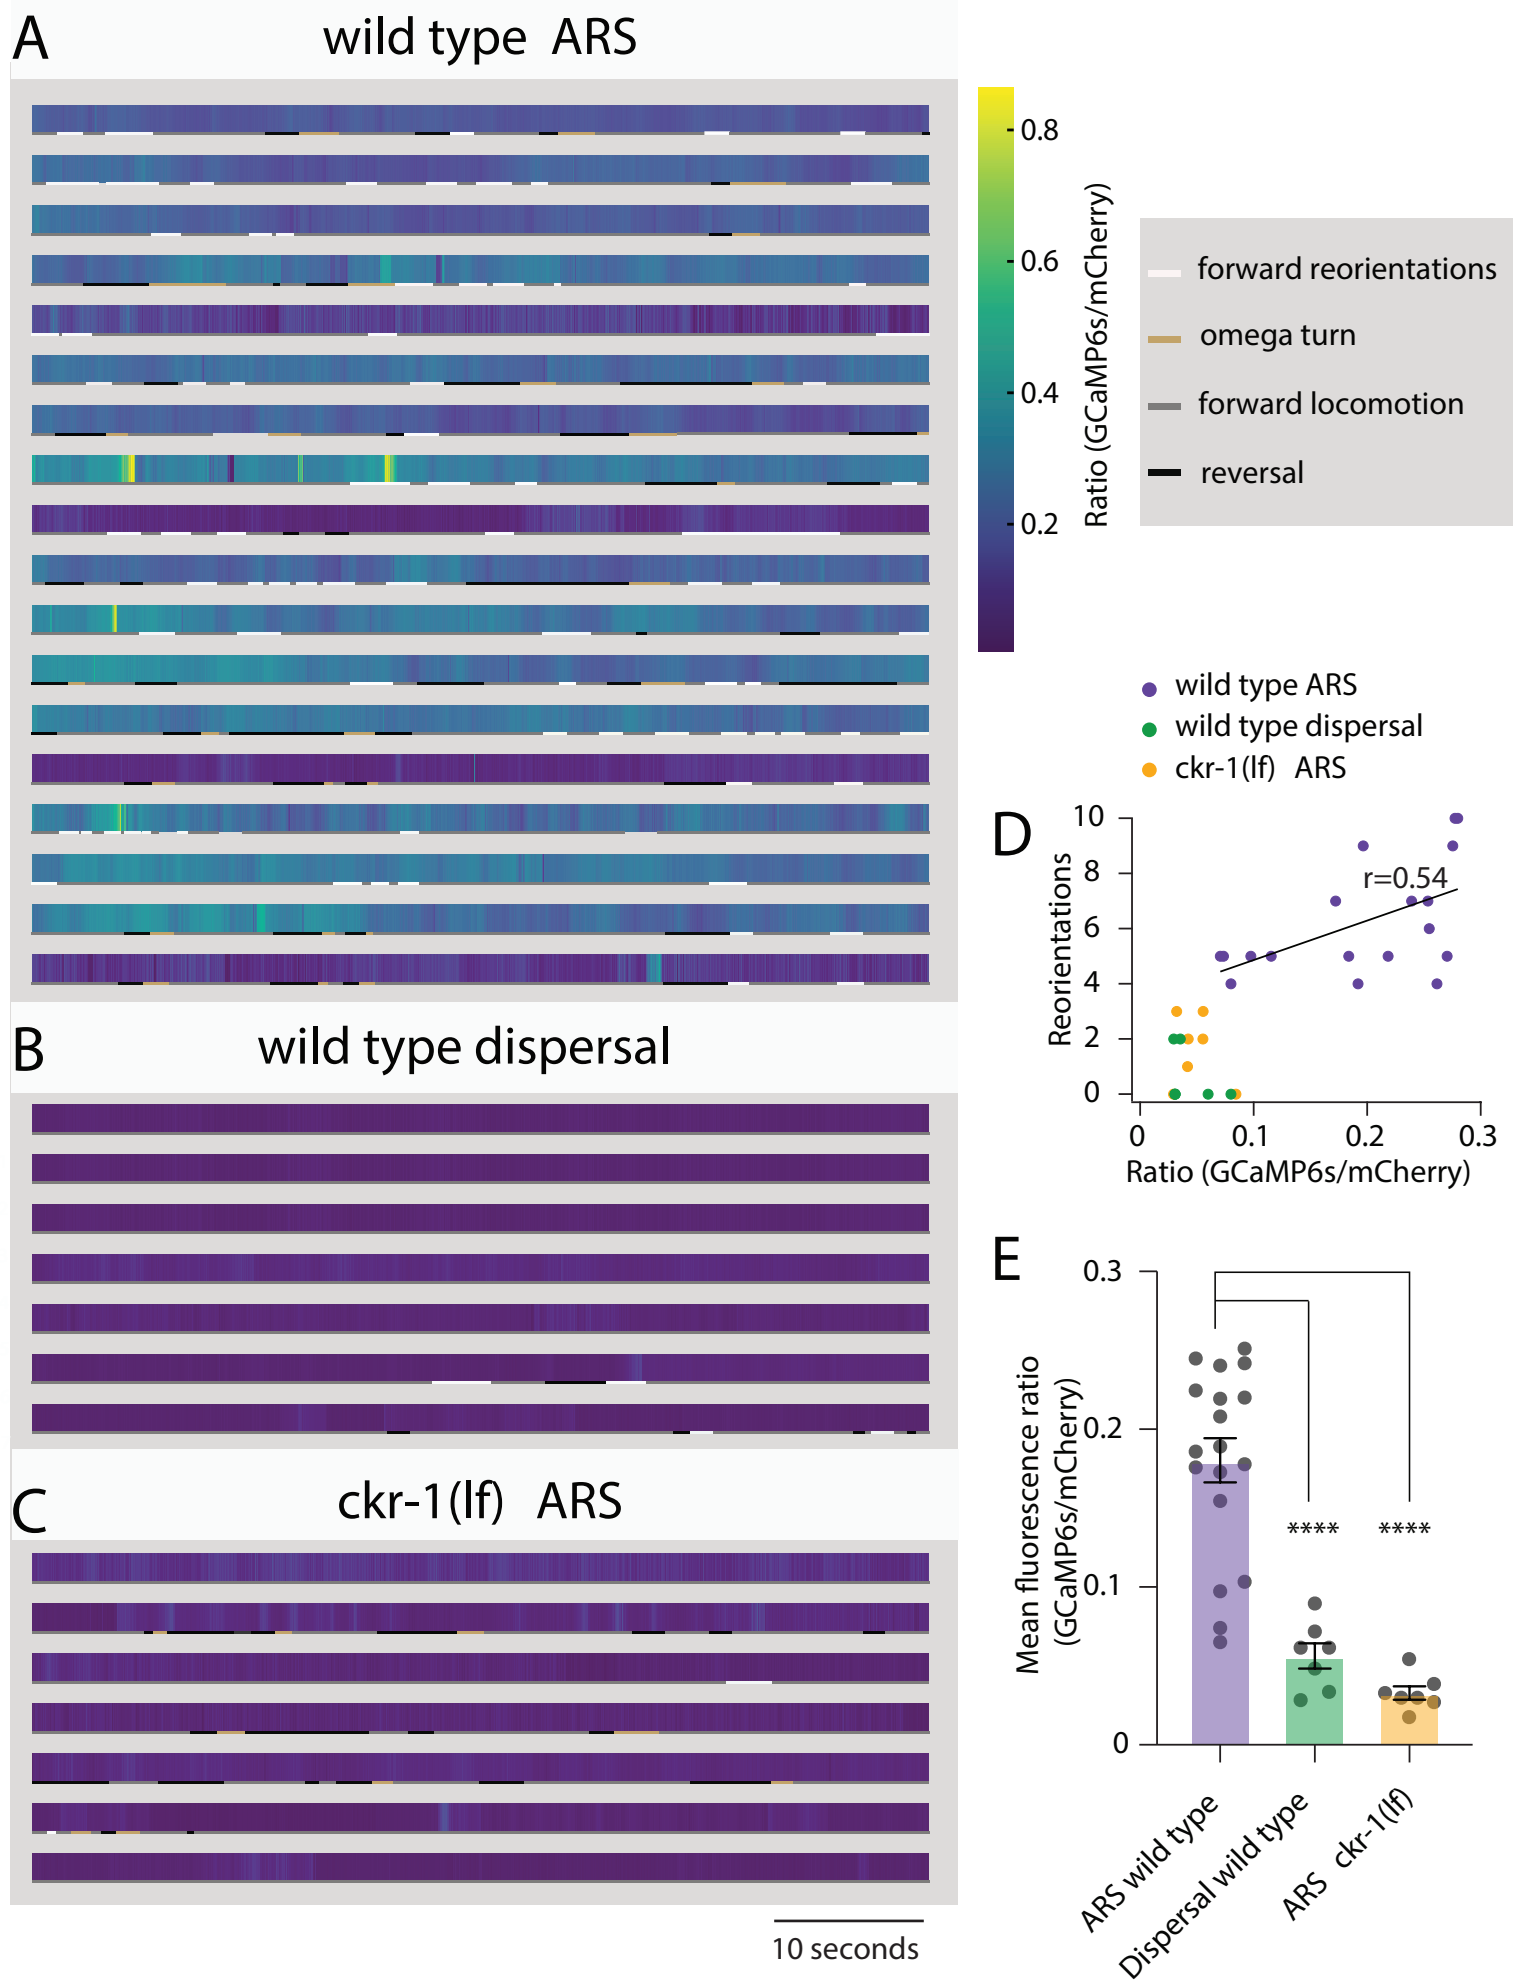 A
wild type ARS
0.8
0.6
0.4
0.2
Ratio (GCaMP6s/mCherry)
forward reorientations
omega turn
forward locomotion
reversal
wild type ARS
wild type dispersal
ckr-1(lf) ARS
B
wild type dispersal
C
ckr-1(lf) ARS
10 seconds
D
Reorientations
10
8
6
4
2
0
r=0.54
0 0.1 0.2 0.3
Ratio (GCaMP6s/mCherry)
E
Mean fluorescence ratio
(GCaMP6s/mCherry)
0.3
0.2
0.1
0
**** ****
ARS wild type
Dispersal wild type
ARS ckr-1(lf)